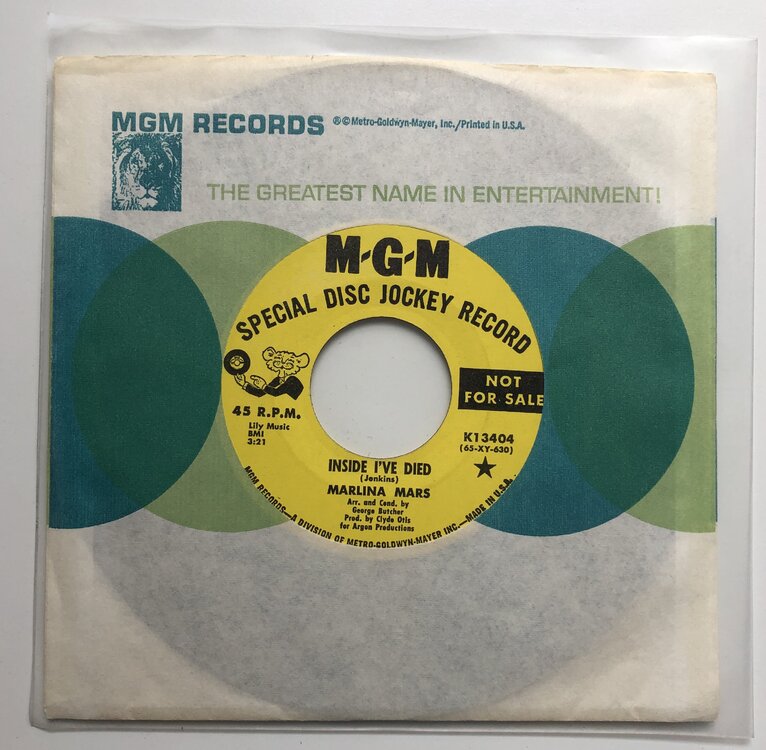 MGM RECORDS ®©Metro-Goldwyn-Mayer, Inc./Printed in U.S.A.
THE GREATEST NAME IN ENTERTAINMENT!
M-G-M
SPECIAL DISC JOCKEY RECORD
NOT
FOR SALE
45 R.P.M.
Lily Music
BMI
3:21
K13404
(65-XY-630)
INSIDE I'VE DIED
(Jenkins)
MARLINA MARS
Arr. and Cond. by
George Butcher
Prod. by Clyde Otis
for Argon Productions
MGM RECORDS—A DIVISION OF METRO-GOLDWYN-MAYER INC.—MADE IN U.S.A.